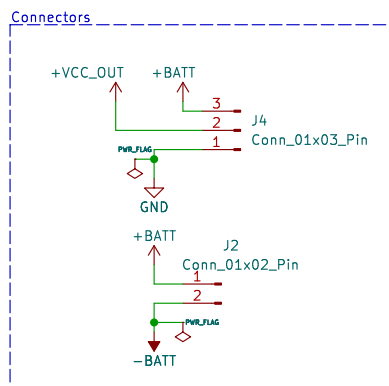 Connectors
+VCC_OUT +BATT
3
J4
2
Conn_01x03_Pin
1
PWR_FLAG
GND
+BATT
J2
Conn_01x02_Pin
1
2
PWR_FLAG
-BATT